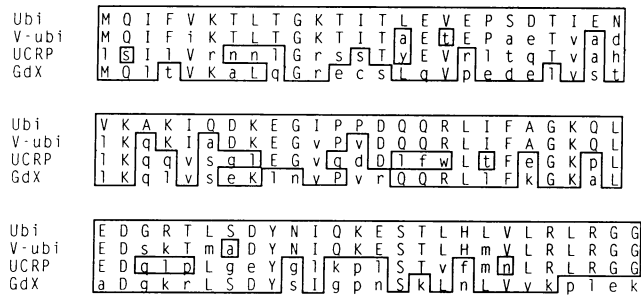 Ubi M Q I F V K T L T G K T I T L E V E P S D T I E N
V-ubi M Q I F i K T L T G K T I T a E t E P a e T v a d
UCRP l S I l V r n n l G r s s T y E V r l t q T v a h
GdX M Q l t V K a L q G r e c s L q V p e d e l v s t
Ubi V K A K I Q D K E G I P P D Q Q R L I F A G K Q L
V-ubi l K q K I a D K E G v P v D Q Q R L I F A G K Q L
UCRP l K q q v s g l E G v q d D l f w L t F e G K p L
GdX l K q l v s e K l n v P v r Q Q R L l F k G K a L
Ubi E D G R T L S D Y N I Q K E S T L H L V L R L R G G
V-ubi E D s k T m a D Y N I Q K E S T L H m V L R L R G G
UCRP E D q l p L g e Y g l k p l S T v f m n L R L R G G
GdX a D g k r L S D Y s i g p n S k L n L V v k p l e k